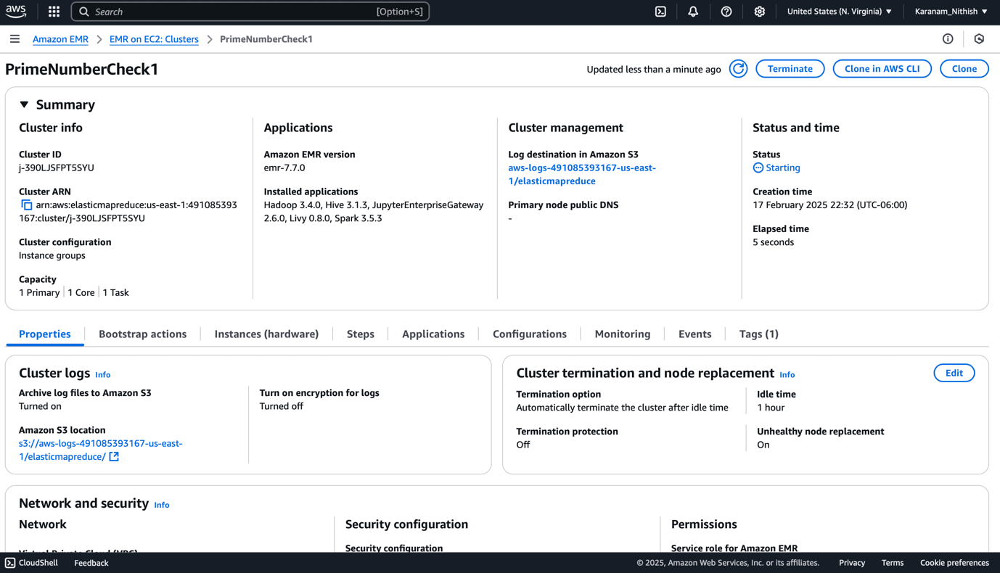 aws
Search [Option+S]
United States (N. Virginia) ▼
Karanam_Nithish ▼
Amazon EMR > EMR on EC2: Clusters > PrimeNumberCheck1
PrimeNumberCheck1
Updated less than a minute ago
Terminate
Clone in AWS CLI
Clone
▼ Summary
Cluster info
Cluster ID
j-390LJSFPT5SYU
Cluster ARN
arn:aws:elasticmapreduce:us-east-1:491085393
167:cluster/j-390LJSFPT5SYU
Cluster configuration
Instance groups
Capacity
1 Primary | 1 Core | 1 Task
Applications
Amazon EMR version
emr-7.7.0
Installed applications
Hadoop 3.4.0, Hive 3.1.3, JupyterEnterpriseGateway
2.6.0, Livy 0.8.0, Spark 3.5.3
Cluster management
Log destination in Amazon S3
aws-logs-491085393167-us-east-
1/elasticmapreduce
Primary node public DNS
-
Status and time
Status
Starting
Creation time
17 February 2025 22:32 (UTC-06:00)
Elapsed time
5 seconds
Properties
Bootstrap actions
Instances (hardware)
Steps
Applications
Configurations
Monitoring
Events
Tags (1)
Cluster logs Info
Archive log files to Amazon S3
Turned on
Amazon S3 location
s3://aws-logs-491085393167-us-east-
1/elasticmapreduce/
Turn on encryption for logs
Turned off
Cluster termination and node replacement Info
Edit
Termination option
Automatically terminate the cluster after idle time
Termination protection
Off
Idle time
1 hour
Unhealthy node replacement
On
Network and security Info
Network
Virtual Private Cloud (VPC)
Security configuration
Security configuration
Permissions
Service role for Amazon EMR
CloudShell
Feedback
© 2025, Amazon Web Services, Inc. or its affiliates.
Privacy
Terms
Cookie preferences